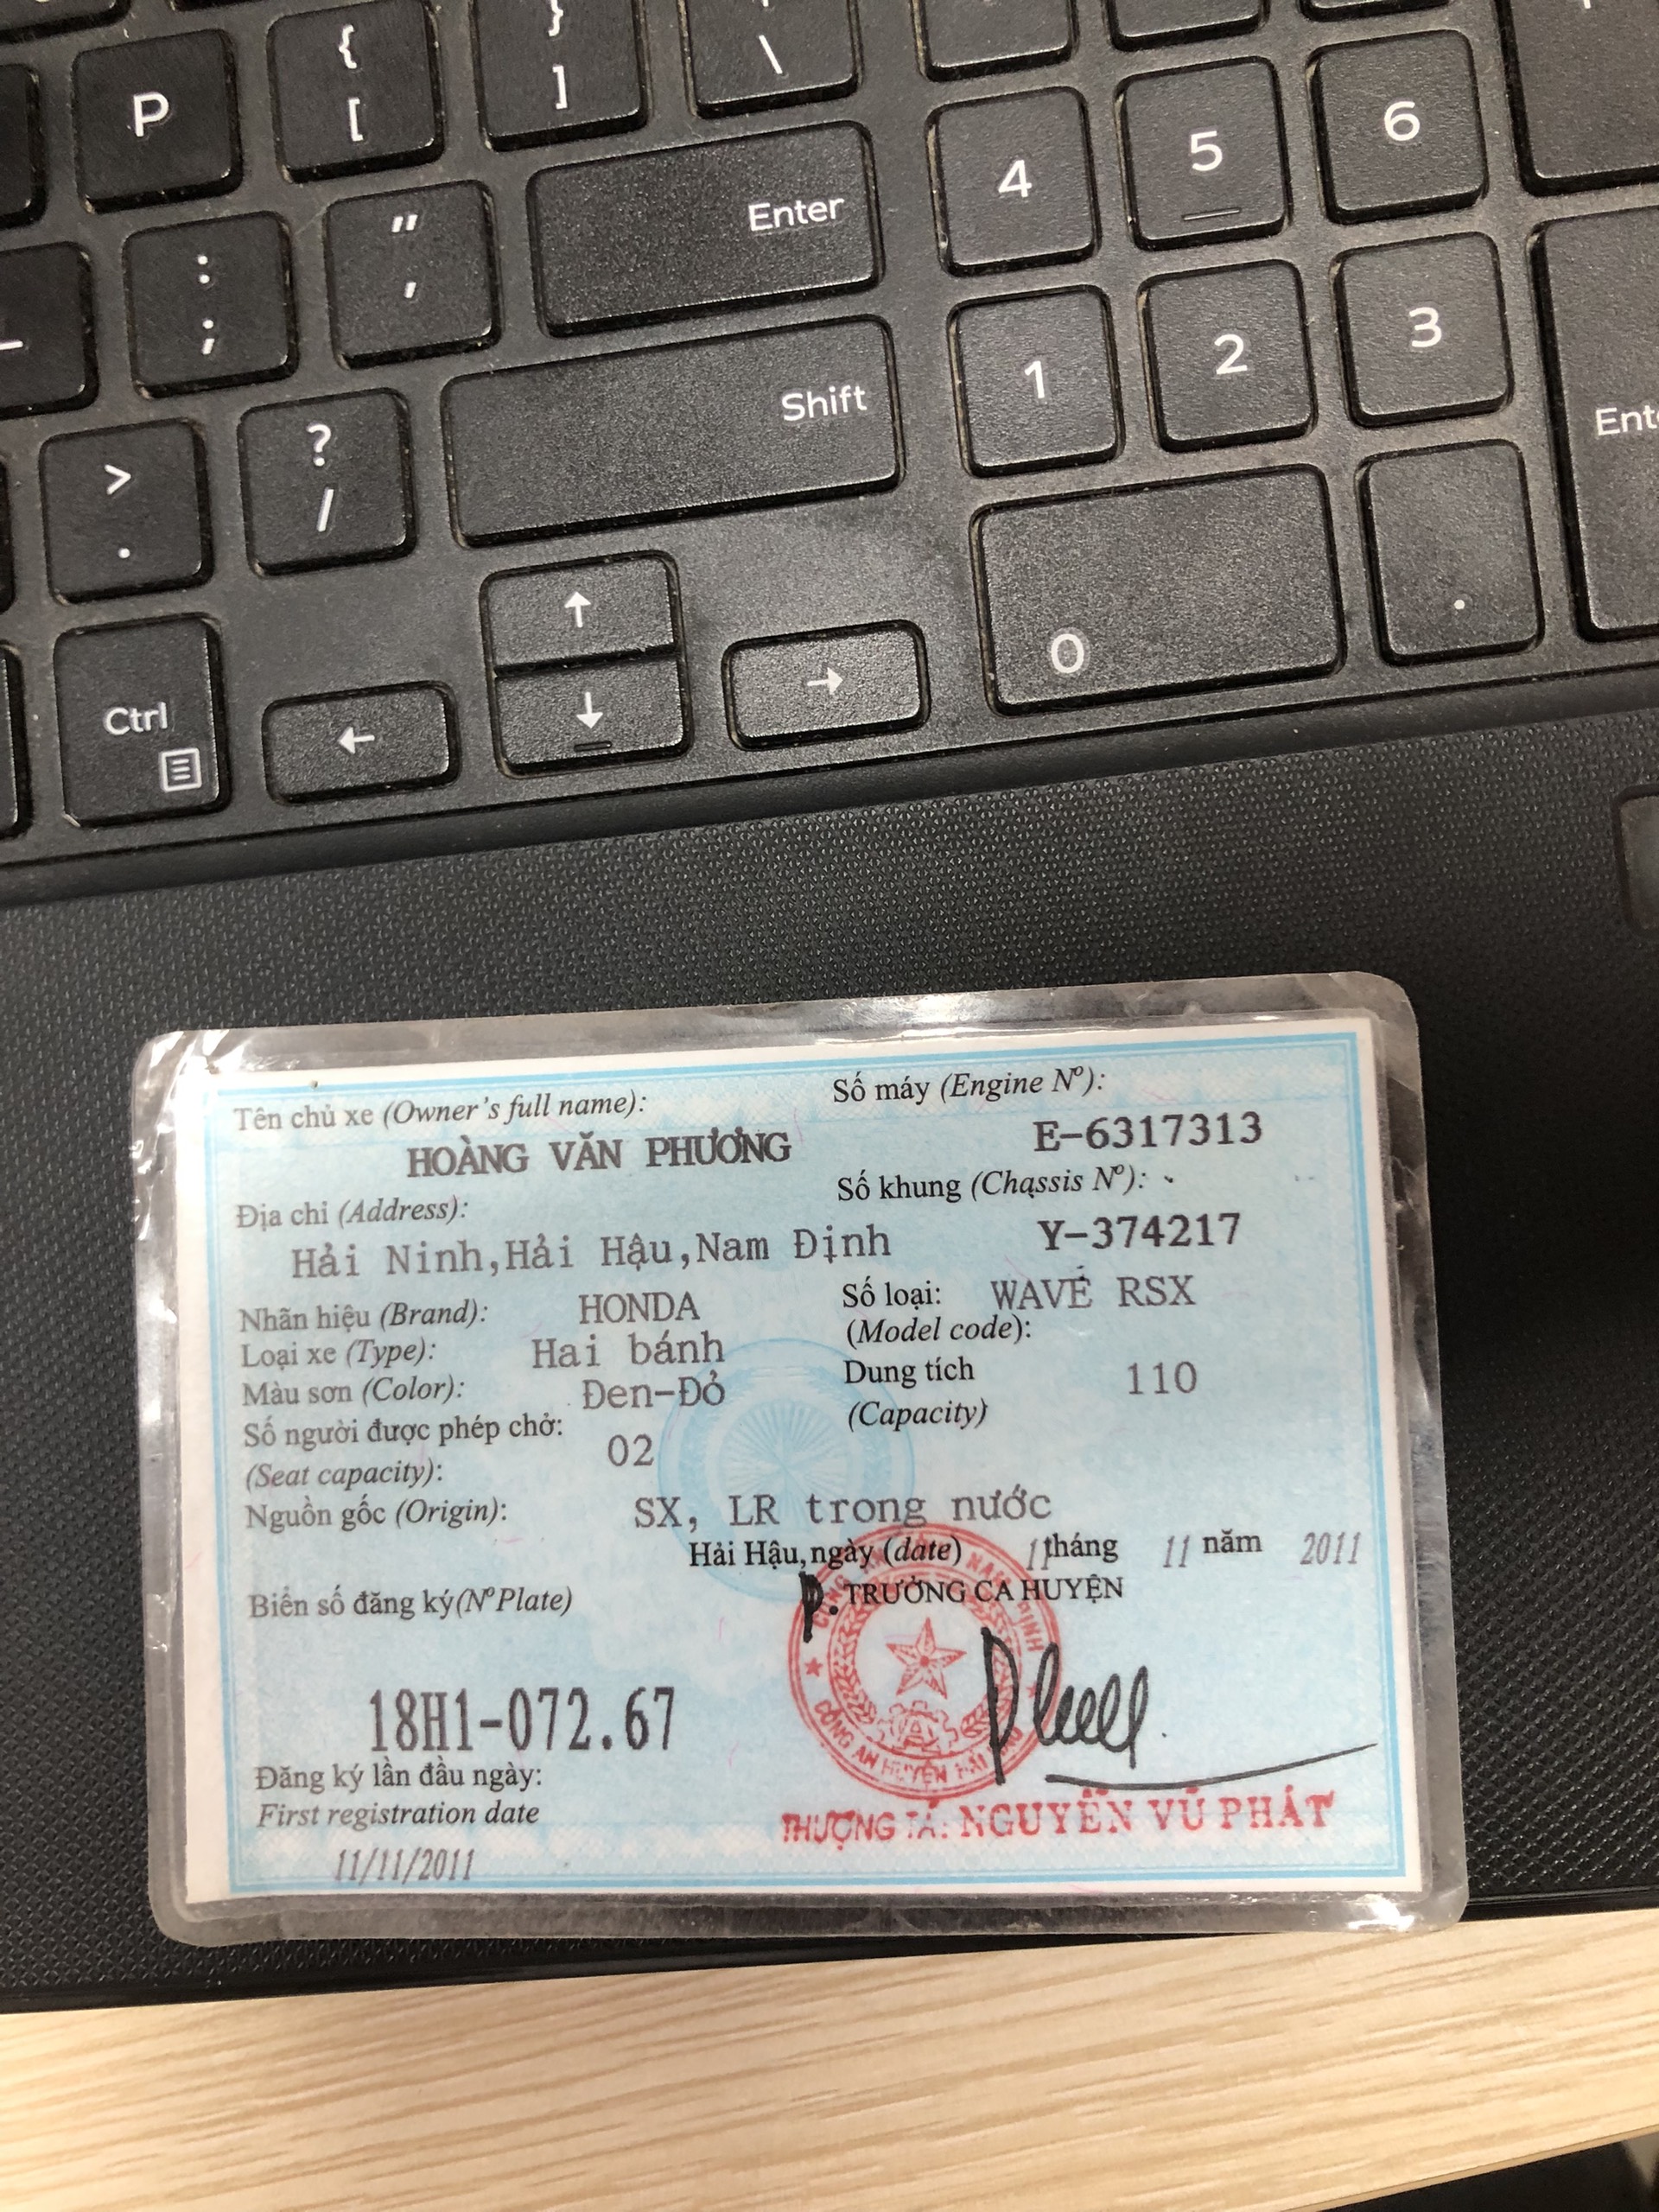 P
{
[
}
]
\
4
5
6
:
;
"
'
Enter
1
2
3
>
.
?
/
Shift
0
.
Ctrl
↑
←
↓
→
Tên chủ xe (Owner's full name):
HOÀNG VĂN PHƯƠNG
Số máy (Engine Nº):
E-6317313
Địa chỉ (Address):
Hải Ninh,Hải Hậu,Nam Định
Số khung (Chassis Nº):
Y-374217
Nhãn hiệu (Brand): HONDA
Số loại: WAVE RSX
(Model code):
Loại xe (Type): Hai bánh
Màu sơn (Color): Đen-Đỏ
Dung tích 110
(Capacity)
Số người được phép chở: 02
(Seat capacity):
Nguồn gốc (Origin): SX, LR trong nước
Hải Hậu, ngày (date) 11 tháng 11 năm 2011
P. TRƯỞNG CA HUYỆN
Biển số đăng ký(NºPlate)
18H1-072.67
Đăng ký lần đầu ngày:
First registration date
11/11/2011
CÔNG AN HUYỆN HẢI HẬU
THƯỢNG TÁ: NGUYỄN VŨ PHÁT